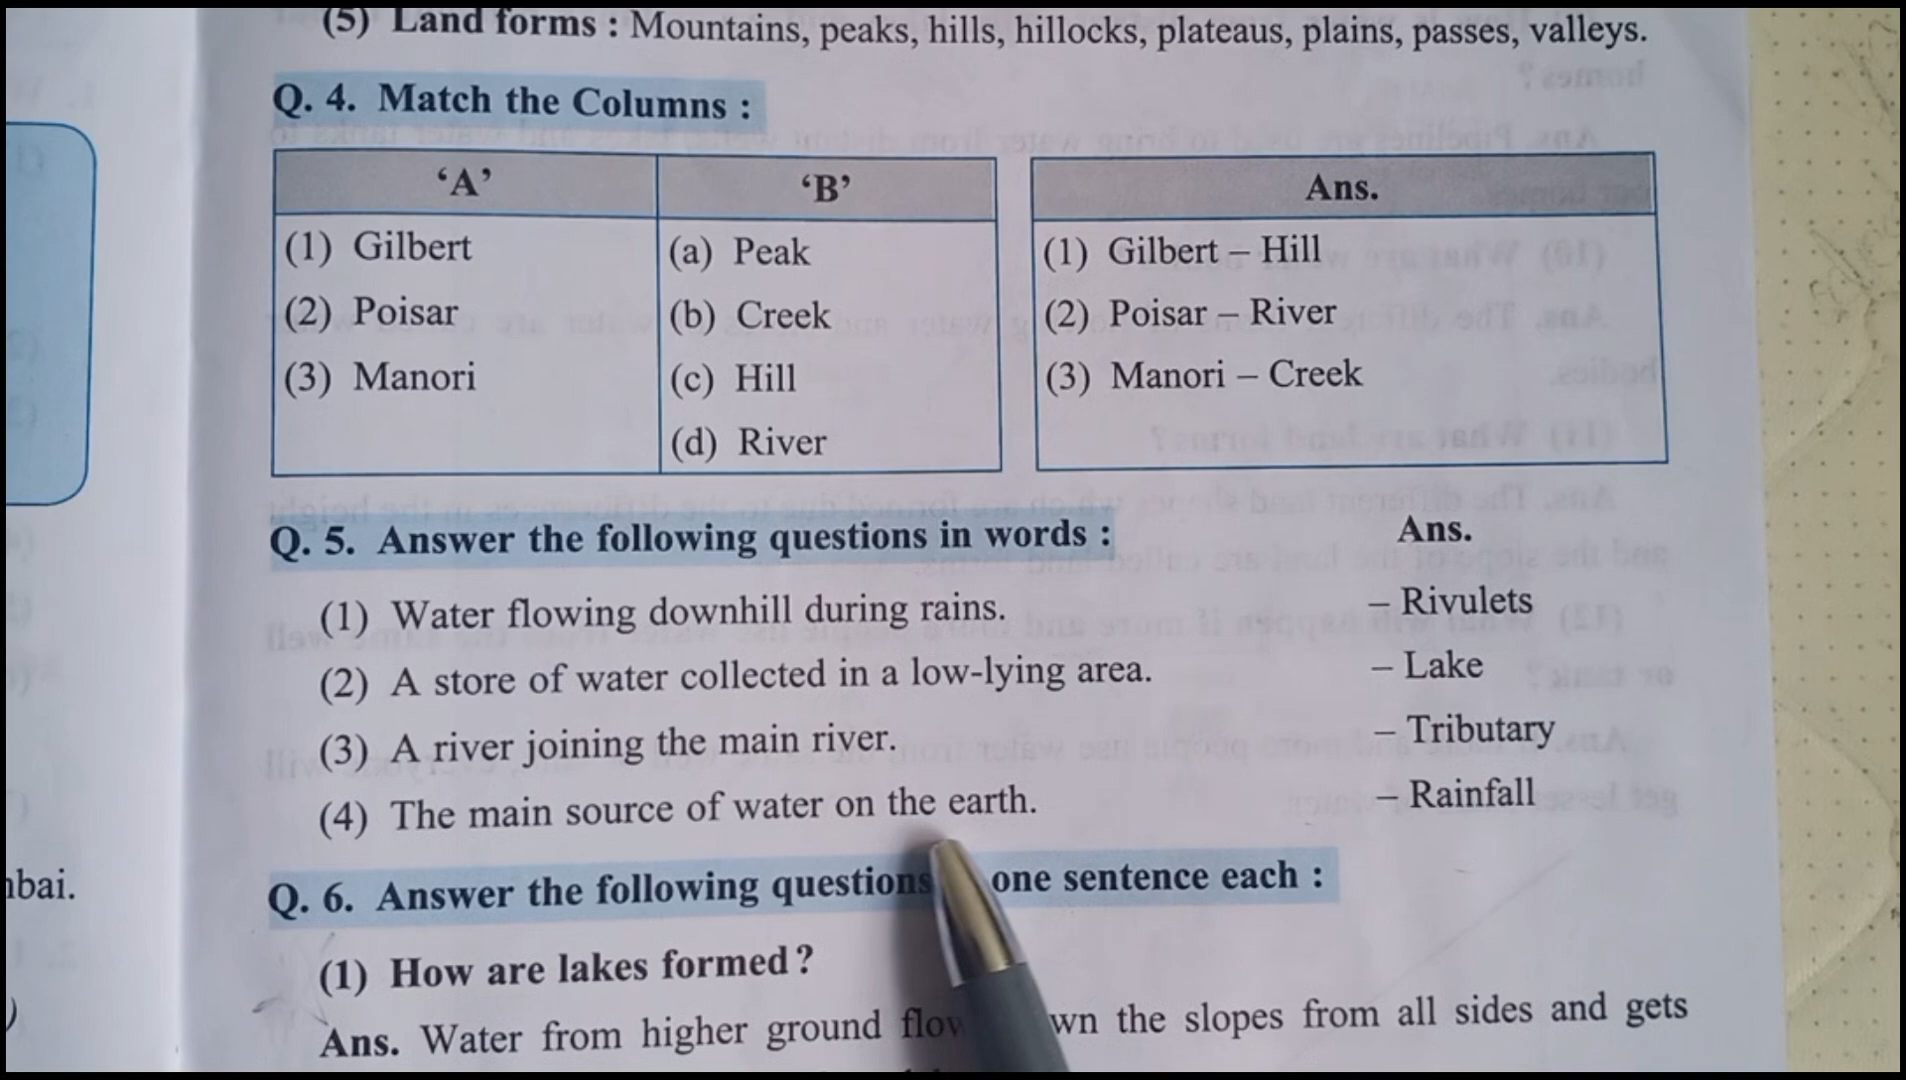 (5) Land forms : Mountains, peaks, hills, hillocks, plateaus, plains, passes, valleys.
Q. 4. Match the Columns :
‘A’ ‘B’ Ans.
(1) Gilbert (a) Peak (1) Gilbert – Hill
(2) Poisar (b) Creek (2) Poisar – River
(3) Manori (c) Hill (3) Manori – Creek
(d) River
Q. 5. Answer the following questions in words : Ans.
(1) Water flowing downhill during rains. – Rivulets
(2) A store of water collected in a low-lying area. – Lake
(3) A river joining the main river. – Tributary
(4) The main source of water on the earth. – Rainfall
bai.
Q. 6. Answer the following questions one sentence each :
(1) How are lakes formed ?
Ans. Water from higher ground flow wn the slopes from all sides and gets